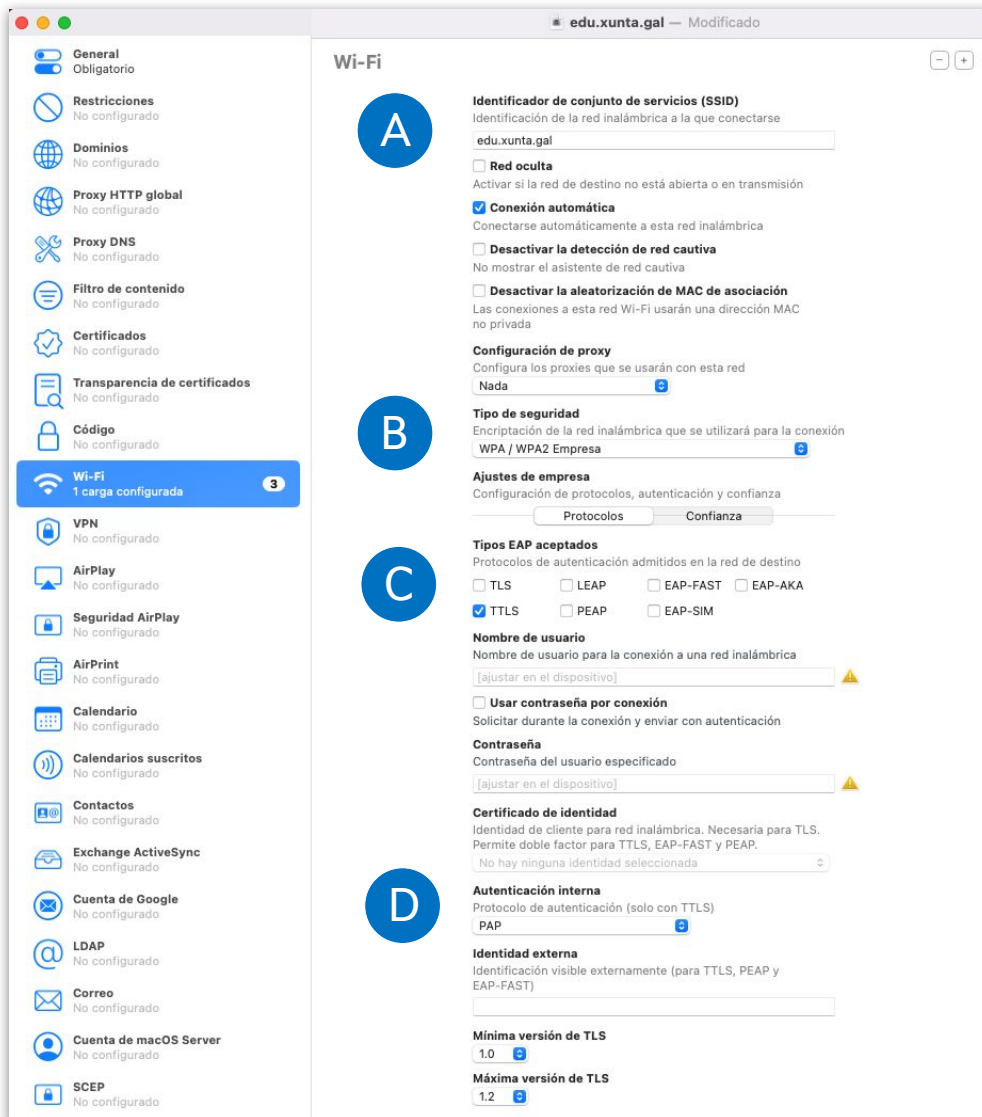 edu.xunta.gal — Modificado
General
Obligatorio
Restricciones
No configurado
Dominios
No configurado
Proxy HTTP global
No configurado
Proxy DNS
No configurado
Filtro de contenido
No configurado
Certificados
No configurado
Transparencia de certificados
No configurado
Código
No configurado
Wi-Fi
1 carga configurada
3
VPN
No configurado
AirPlay
No configurado
Seguridad AirPlay
No configurado
AirPrint
No configurado
Calendario
No configurado
Calendarios suscritos
No configurado
Contactos
No configurado
Exchange ActiveSync
No configurado
Cuenta de Google
No configurado
LDAP
No configurado
Correo
No configurado
Cuenta de macOS Server
No configurado
SCEP
No configurado
Wi-Fi
A
Identificador de conjunto de servicios (SSID)
Identificación de la red inalámbrica a la que conectarse
edu.xunta.gal
Red oculta
Activar si la red de destino no está abierta o en transmisión
Conexión automática
Conectarse automáticamente a esta red inalámbrica
Desactivar la detección de red cautiva
No mostrar el asistente de red cautiva
Desactivar la aleatorización de MAC de asociación
Las conexiones a esta red Wi-Fi usarán una dirección MAC
no privada
Configuración de proxy
Configura los proxies que se usarán con esta red
Nada
B
Tipo de seguridad
Encriptación de la red inalámbrica que se utilizará para la conexión
WPA / WPA2 Empresa
Ajustes de empresa
Configuración de protocolos, autenticación y confianza
Protocolos Confianza
C
Tipos EAP aceptados
Protocolos de autenticación admitidos en la red de destino
TLS LEAP EAP-FAST EAP-AKA
TTLS PEAP EAP-SIM
Nombre de usuario
Nombre de usuario para la conexión a una red inalámbrica
[ajustar en el dispositivo]
Usar contraseña por conexión
Solicitar durante la conexión y enviar con autenticación
Contraseña
Contraseña del usuario especificado
[ajustar en el dispositivo]
Certificado de identidad
Identidad de cliente para red inalámbrica. Necesaria para TLS.
Permite doble factor para TTLS, EAP-FAST y PEAP.
No hay ninguna identidad seleccionada
D
Autenticación interna
Protocolo de autenticación (solo con TTLS)
PAP
Identidad externa
Identificación visible externamente (para TTLS, PEAP y
EAP-FAST)
Mínima versión de TLS
1.0
Máxima versión de TLS
1.2